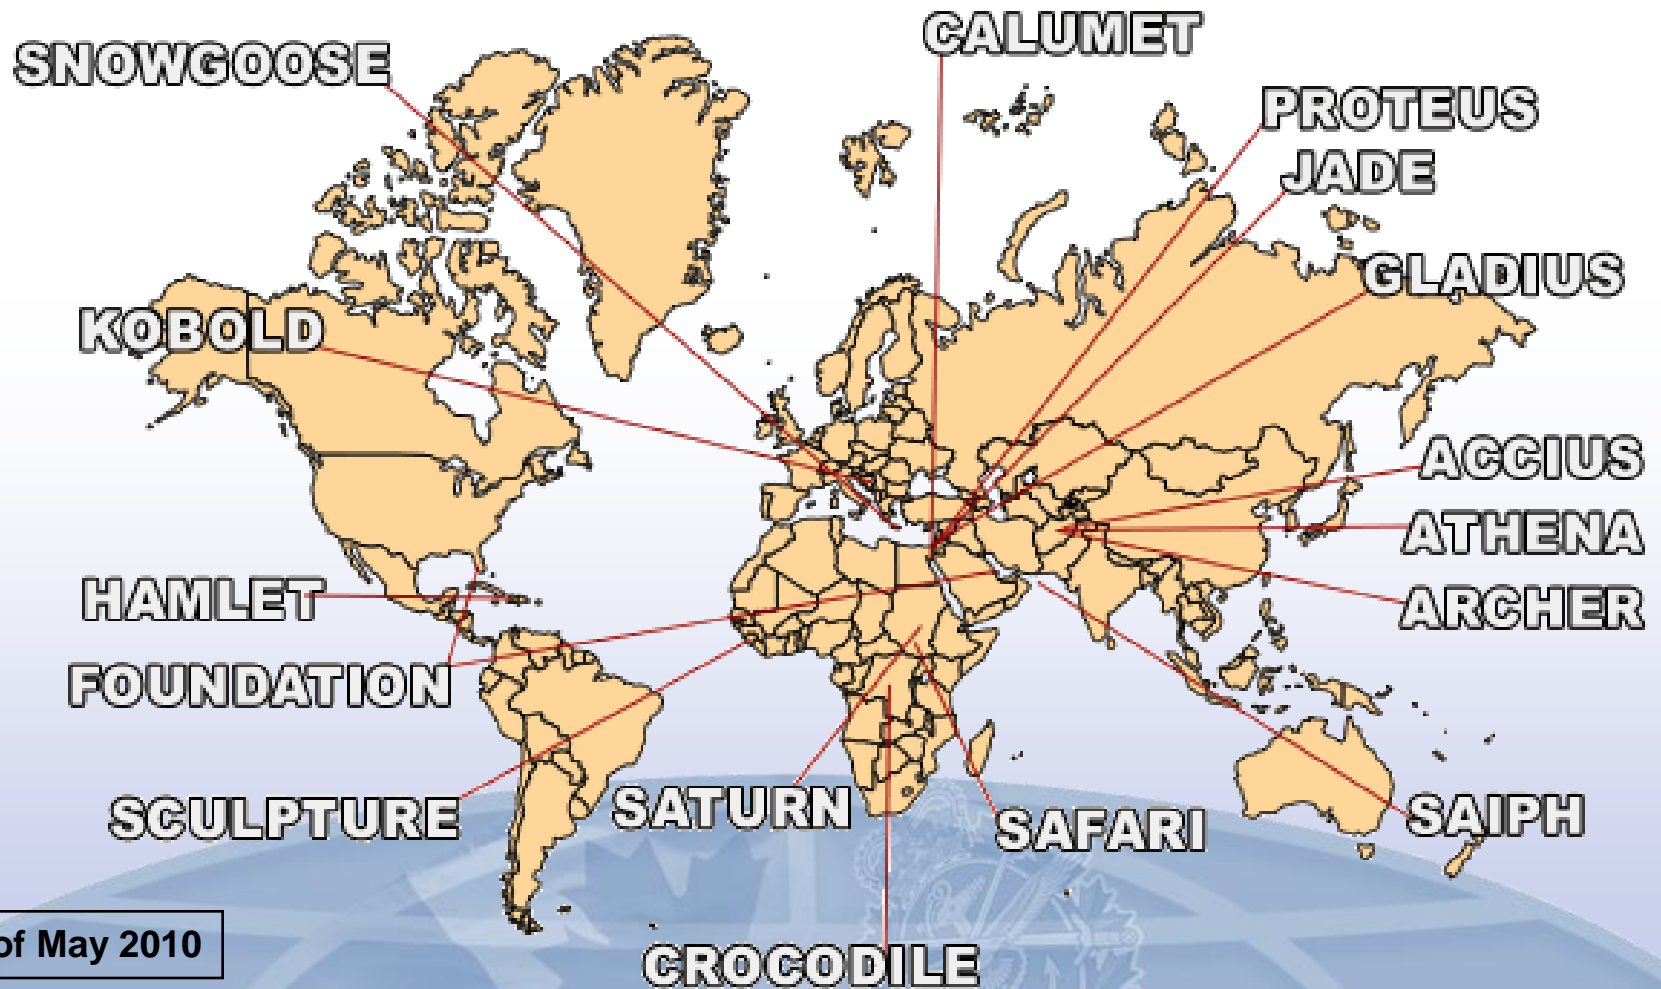 CALUMET
SNOWGOOSE
PROTEUS
JADE
GLADIUS
KOBOLD
ACCIUS
ATHENA
HAMLET
ARCHER
FOUNDATION
SCULPTURE
SATURN
SAFARI
SAIPH
of May 2010
CROCODILE